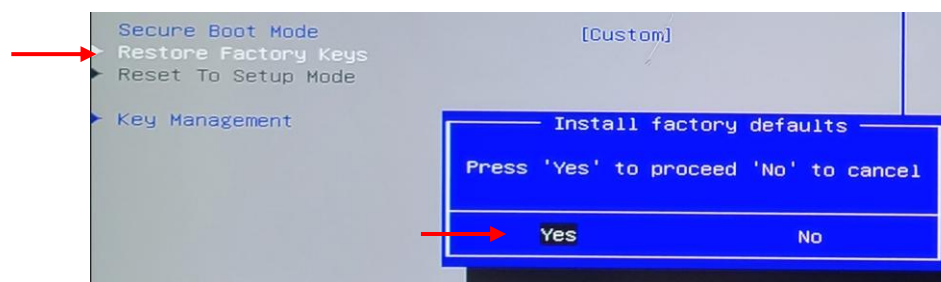 Secure Boot Mode [Custom]
Restore Factory Keys
Reset To Setup Mode
Key Management
Install factory defaults
Press 'Yes' to proceed 'No' to cancel
Yes No